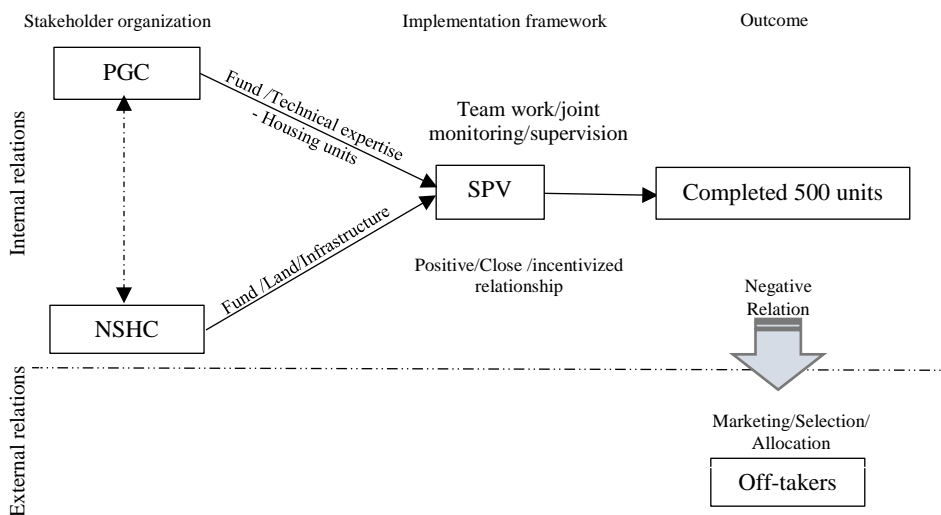 Stakeholder organization
Implementation framework
Outcome
PGC
Fund /Technical expertise
- Housing units
Team work/joint
monitoring/supervision
Internal relations
SPV
Completed 500 units
Fund /Land/Infrastructure
Positive/Close /incentivized
relationship
NSHC
Negative
Relation
External relations
Marketing/Selection/
Allocation
Off-takers